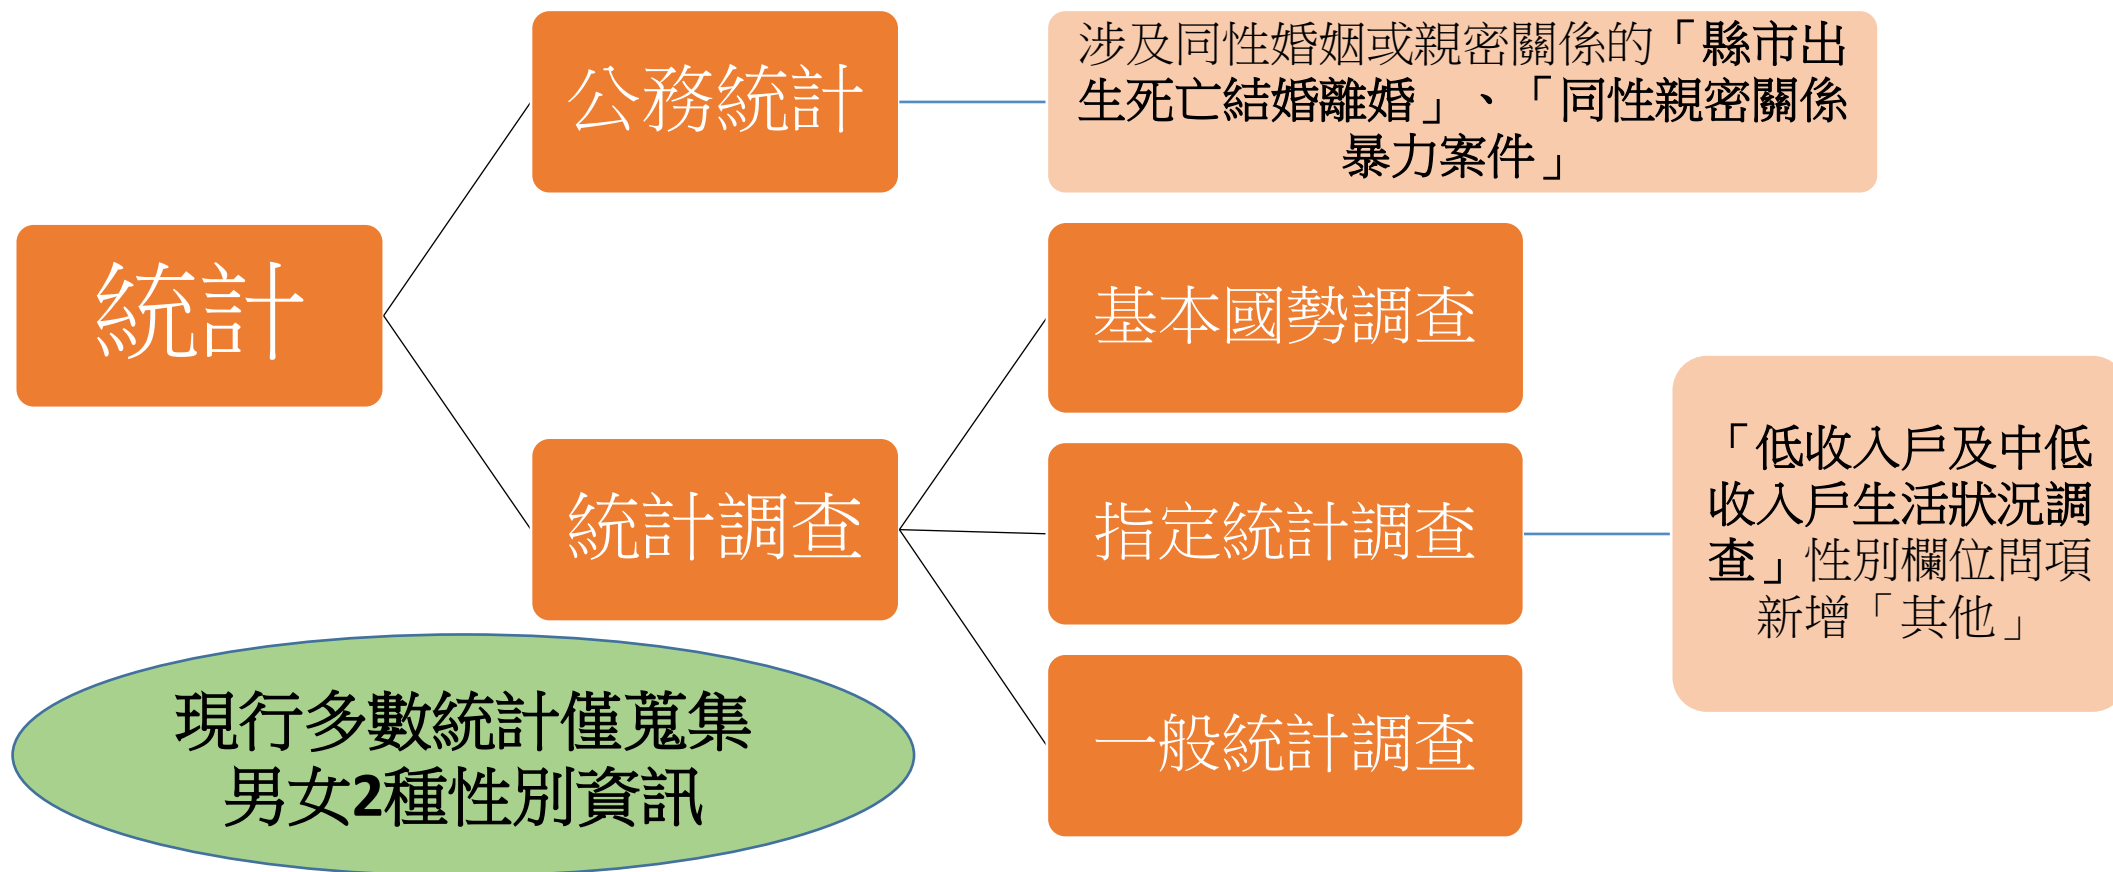 公務統計
涉及同性婚姻或親密關係的「縣市出
生死亡結婚離婚」、「同性親密關係
暴力案件」
統計
基本國勢調查
統計調查
指定統計調查
「低收入戶及中低
收入戶生活狀況調
查」性別欄位問項
新增「其他」
一般統計調查
現行多數統計僅蒐集
男女2種性別資訊